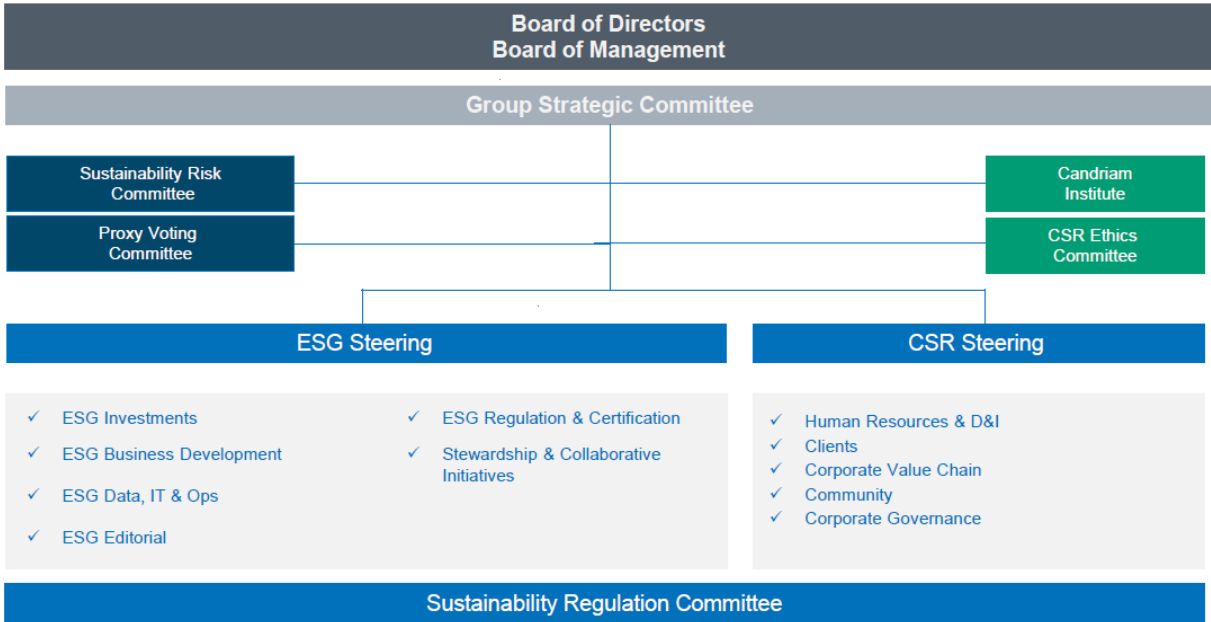 Board of Directors
Board of Management
Group Strategic Committee
Sustainability Risk
Committee
Proxy Voting
Committee
Candriam
Institute
CSR Ethics
Committee
ESG Steering
ESG Investments
ESG Business Development
ESG Data, IT & Ops
ESG Editorial
ESG Regulation & Certification
Stewardship & Collaborative
Initiatives
CSR Steering
Human Resources & D&I
Clients
Corporate Value Chain
Community
Corporate Governance
Sustainability Regulation Committee